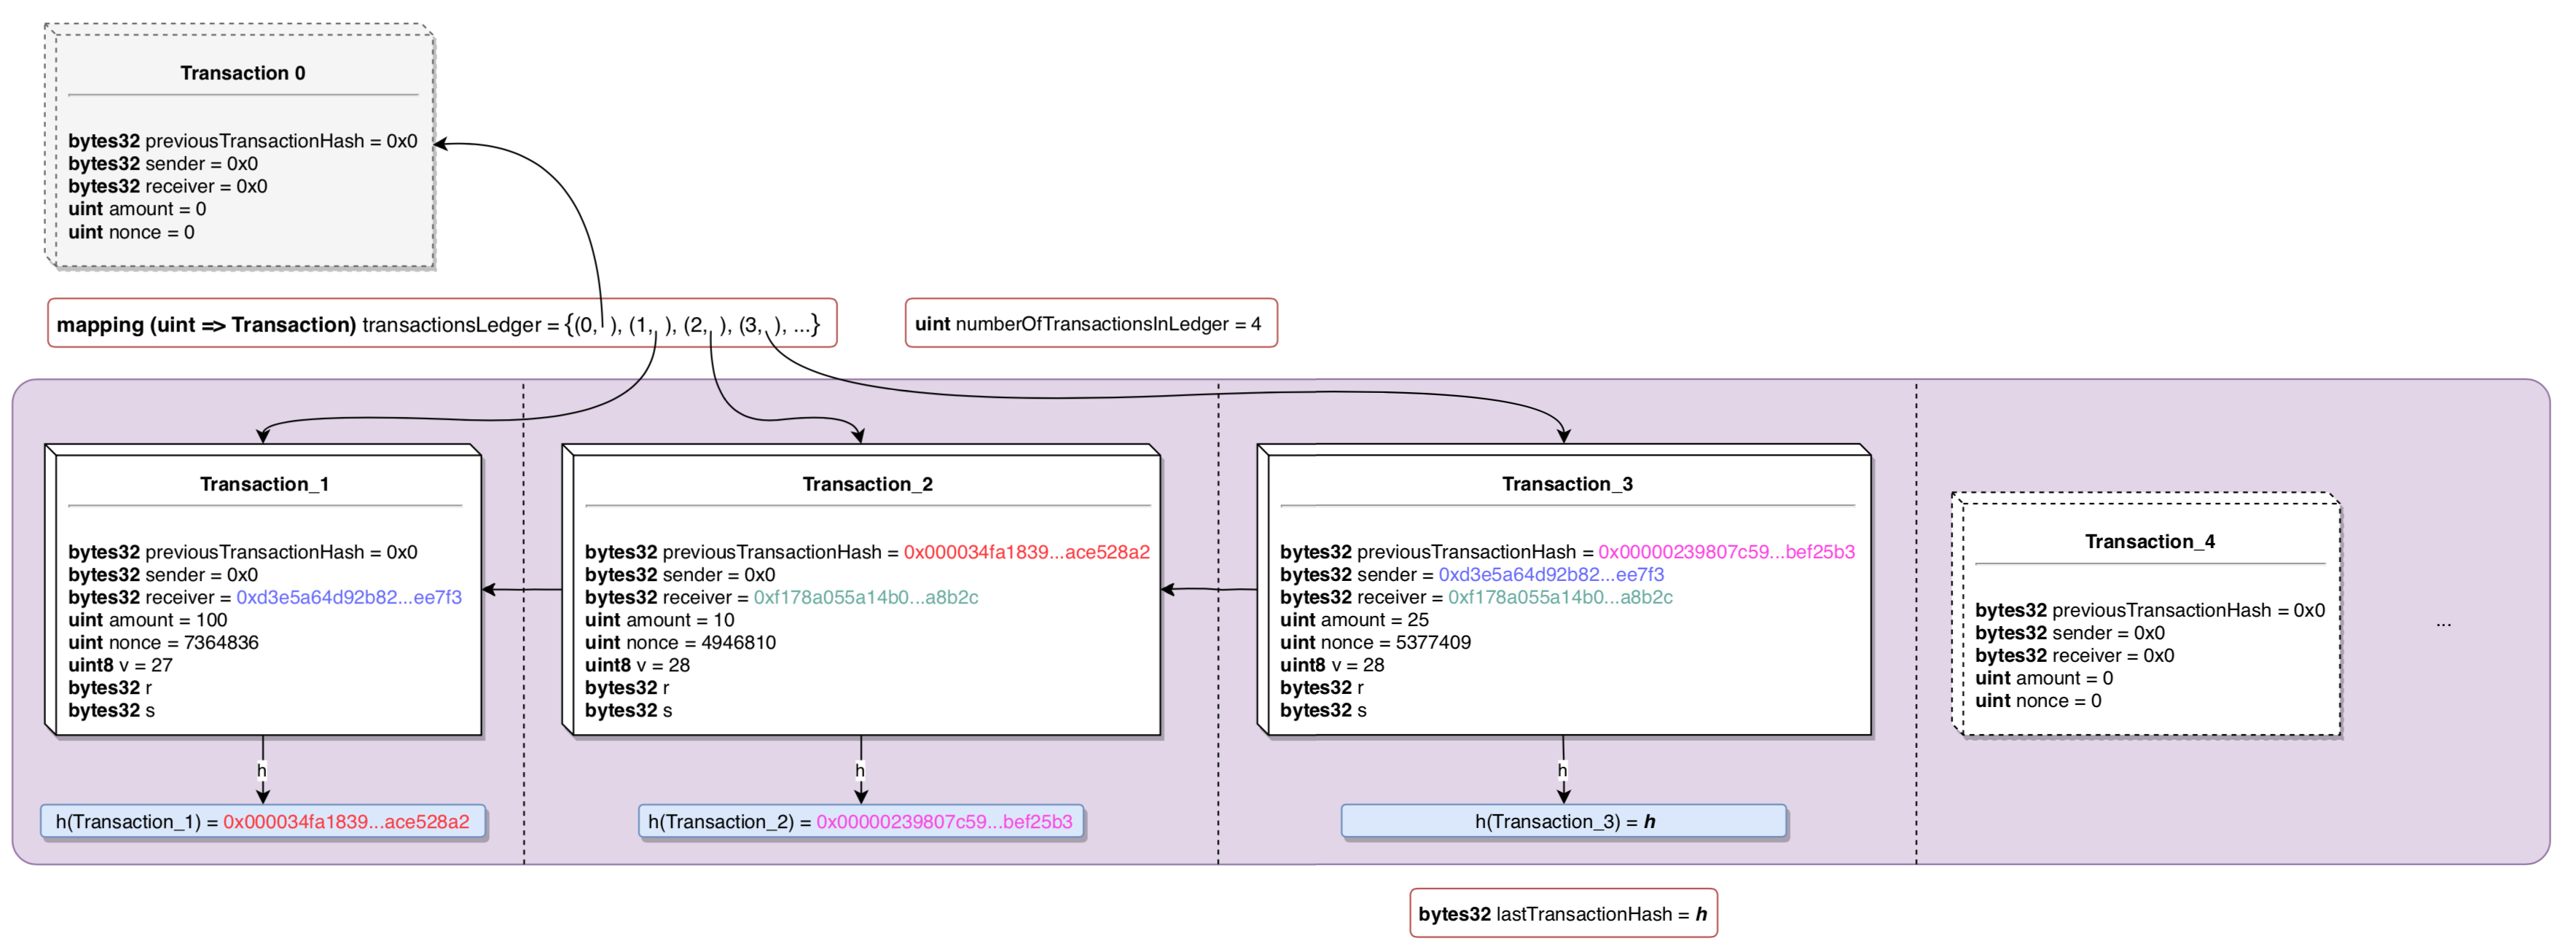 Transaction 0
bytes32 previousTransactionHash = 0x0
bytes32 sender = 0x0
bytes32 receiver = 0x0
uint amount = 0
uint nonce = 0
mapping (uint => Transaction) transactionsLedger = {(0, ), (1, ), (2, ), (3, ), ...}
uint numberOfTransactionsInLedger = 4
Transaction_1
bytes32 previousTransactionHash = 0x0
bytes32 sender = 0x0
bytes32 receiver = 0xd3e5a64d92b82...ee7f3
uint amount = 100
uint nonce = 7364836
uint8 v = 27
bytes32 r
bytes32 s
h
h(Transaction_1) = 0x000034fa1839...ace528a2
Transaction_2
bytes32 previousTransactionHash = 0x000034fa1839...ace528a2
bytes32 sender = 0x0
bytes32 receiver = 0xf178a055a14b0...a8b2c
uint amount = 10
uint nonce = 4946810
uint8 v = 28
bytes32 r
bytes32 s
h
h(Transaction_2) = 0x00000239807c59...bef25b3
Transaction_3
bytes32 previousTransactionHash = 0x00000239807c59...bef25b3
bytes32 sender = 0xd3e5a64d92b82...ee7f3
bytes32 receiver = 0xf178a055a14b0...a8b2c
uint amount = 25
uint nonce = 5377409
uint8 v = 28
bytes32 r
bytes32 s
h
h(Transaction_3) = h
Transaction_4
bytes32 previousTransactionHash = 0x0
bytes32 sender = 0x0
bytes32 receiver = 0x0
uint amount = 0
uint nonce = 0
...
bytes32 lastTransactionHash = h